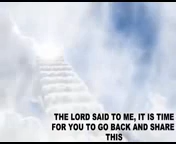 THE LORD SAID TO ME, IT IS TIME
FOR YOU TO GO BACK AND SHARE
THIS